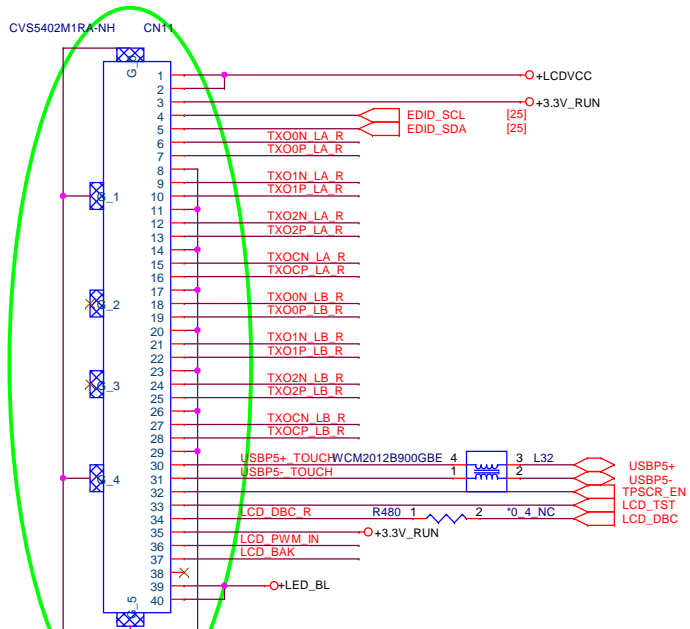 CVS5402M1RA-NH CN11
G_6
1 +LCDVCC
2
3 +3.3V_RUN
4 EDID_SCL [25]
5 EDID_SDA [25]
6 TXO0N_LA_R
7 TXO0P_LA_R
8
9 TXO1N_LA_R
G_1 10 TXO1P_LA_R
11
12 TXO2N_LA_R
13 TXO2P_LA_R
14
15 TXOCN_LA_R
16 TXOCP_LA_R
17
G_2 18 TXO0N_LB_R
19 TXO0P_LB_R
20
21 TXO1N_LB_R
22 TXO1P_LB_R
23
G_3 24 TXO2N_LB_R
25 TXO2P_LB_R
26
27 TXOCN_LB_R
28 TXOCP_LB_R
29
30 USBP5+_TOUCH WCM2012B900GBE 4 3 L32 USBP5+
G_4 31 USBP5-_TOUCH 1 2 USBP5-
32 TPSCR_EN
33 LCD_TST
34 LCD_DBC_R R480 1 2 *0_4_NC LCD_DBC
35 +3.3V_RUN
36 LCD_PWM_IN
37 LCD_BAK
38
39 +LED_BL
G_5 40